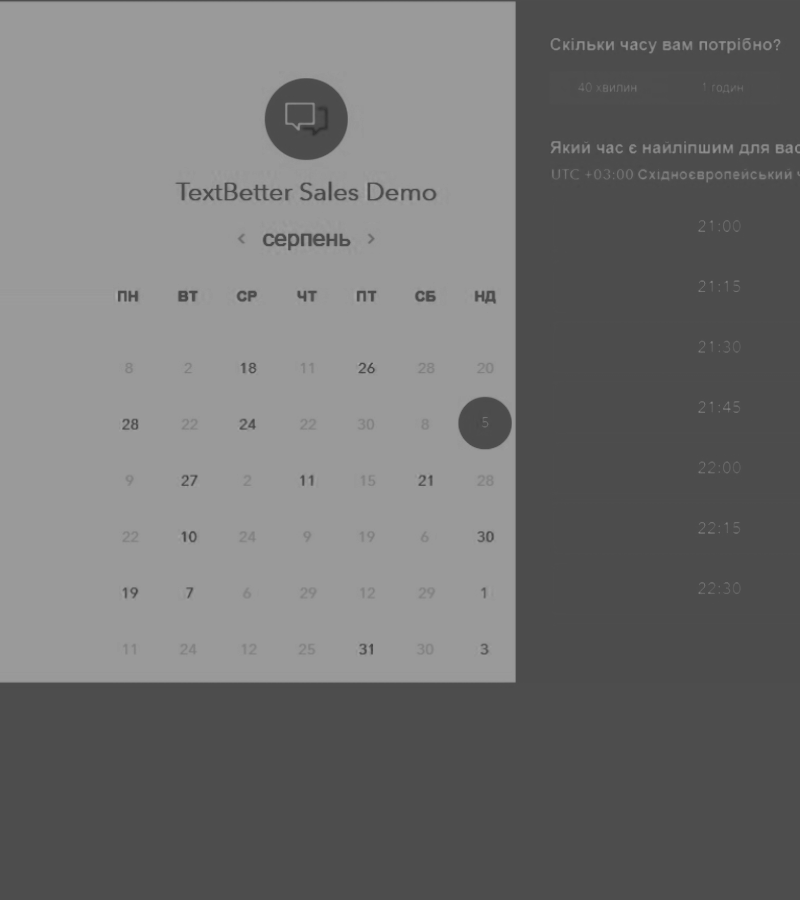 TextBetter Sales Demo
< серпень >
ПН ВТ СР ЧТ ПТ СБ НД
8 2 18 11 26 28 20
28 22 24 22 30 8 5
9 27 2 11 15 21 28
22 10 24 9 19 6 30
19 7 6 29 12 29 1
11 24 12 25 31 30 3
Скільки часу вам потрібно?
40 хвилин 1 годин
Який час є найліпшим для вас
UTC +03:00 Східноєвропейський
21:00
21:15
21:30
21:45
22:00
22:15
22:30